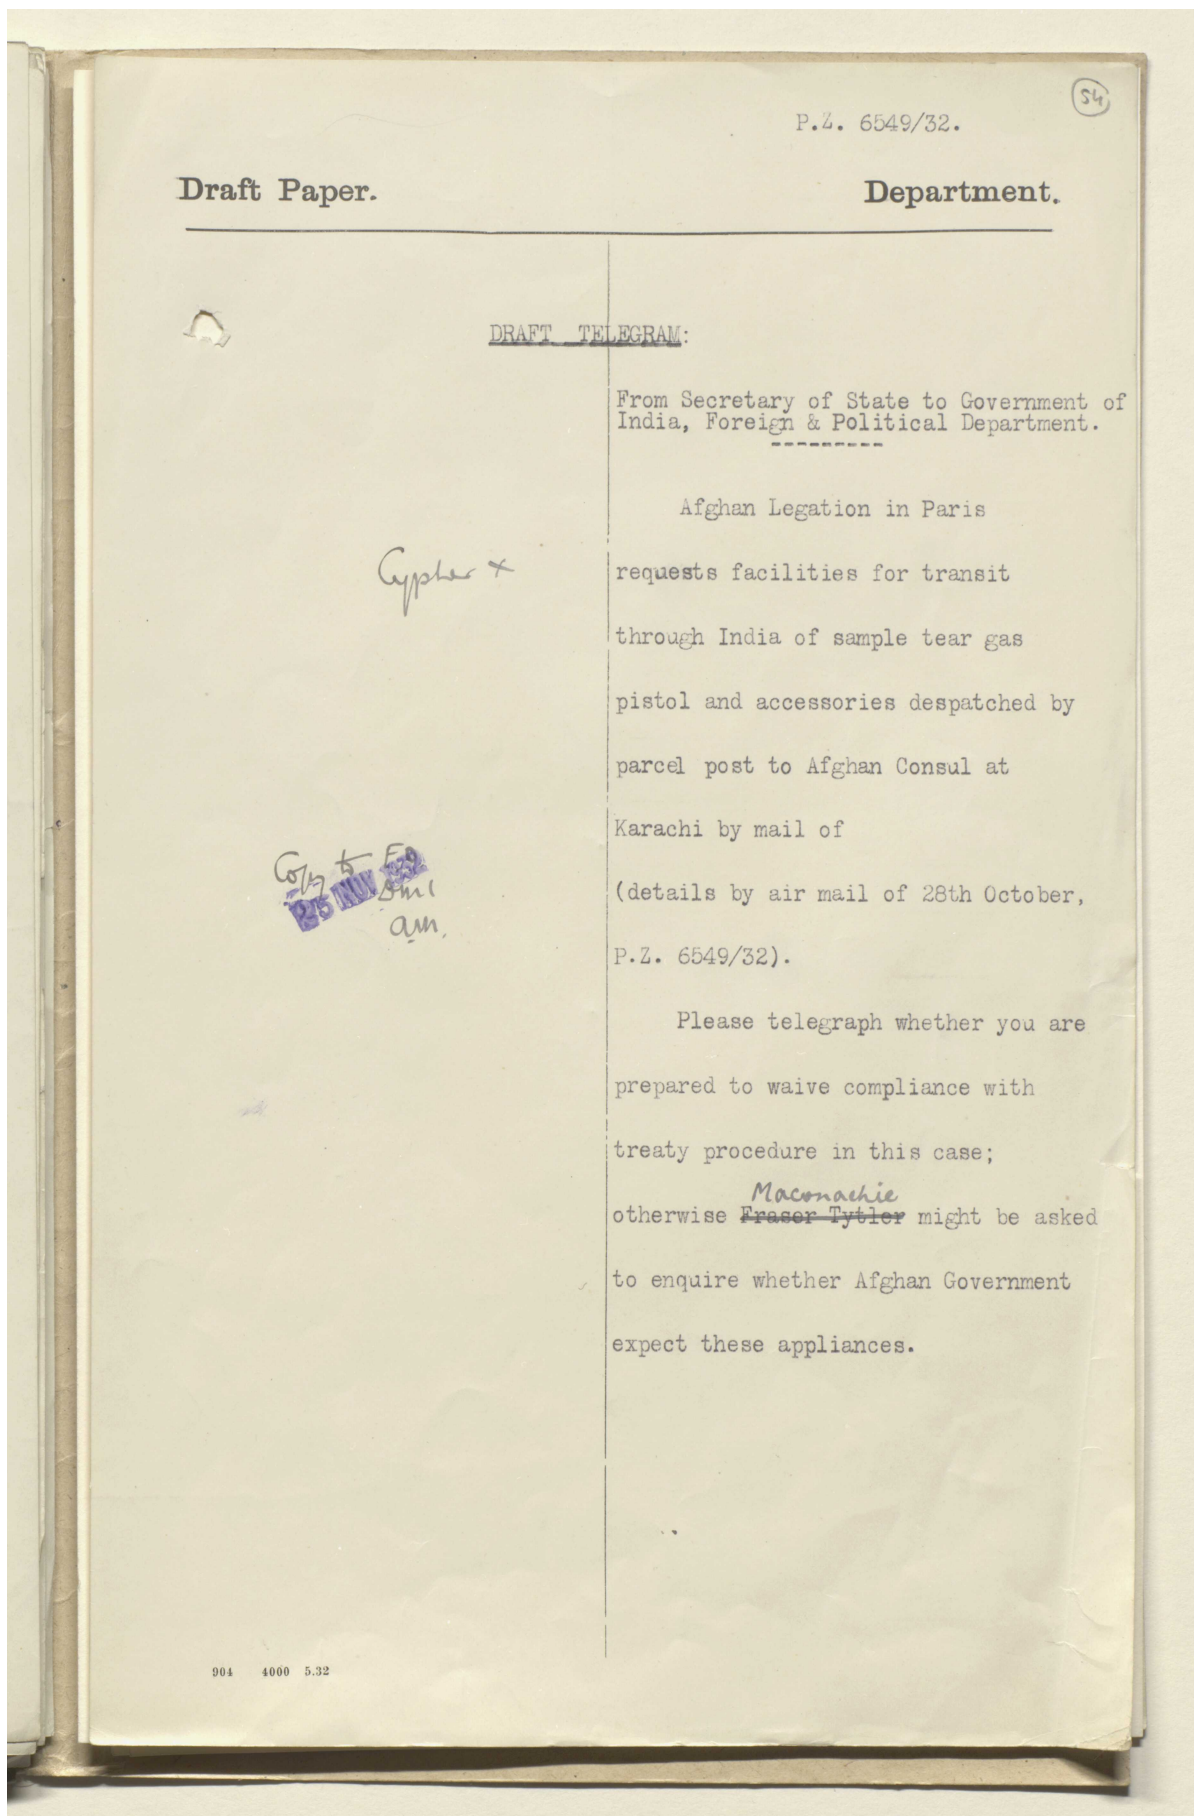 54
P.Z. 6549/32.
Draft Paper. Department.
DRAFT TELEGRAM:
From Secretary of State to Government of
India, Foreign & Political Department.
Afghan Legation in Paris
Cypher x
requests facilities for transit
through India of sample tear gas
pistol and accessories despatched by
parcel post to Afghan Consul at
Karachi by mail of
Copy to FO
25 NOV 1932
DMI
AM.
(details by air mail of 28th October,
P.Z. 6549/32).
Please telegraph whether you are
prepared to waive compliance with
treaty procedure in this case;
Maconachie
otherwise Fraser Tytler might be asked
to enquire whether Afghan Government
expect these appliances.
904 4000 5.32